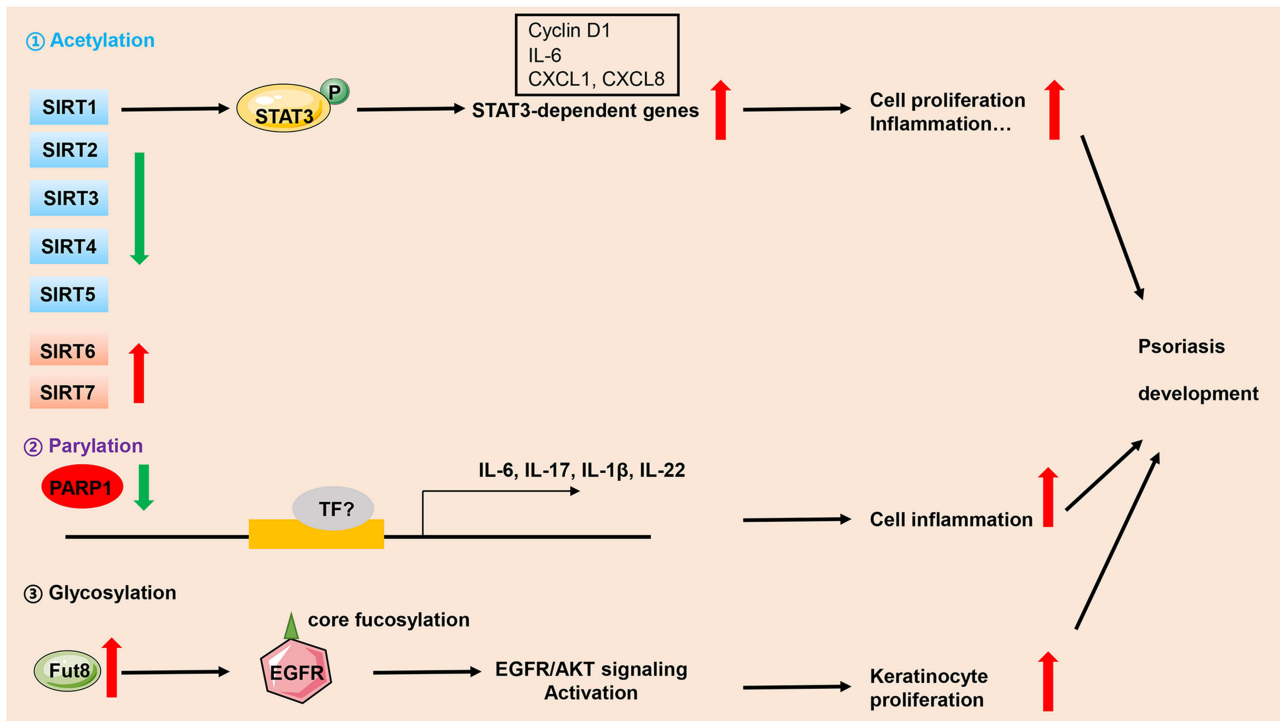 ① Acetylation
Cyclin D1
IL-6
CXCL1, CXCL8
SIRT1
STAT3
P
STAT3-dependent genes
Cell proliferation
Inflammation…
SIRT2
SIRT3
SIRT4
SIRT5
SIRT6
SIRT7
Psoriasis
development
② Parylation
PARP1
TF?
IL-6, IL-17, IL-1β, IL-22
Cell inflammation
③ Glycosylation
core fucosylation
Fut8
EGFR
EGFR/AKT signaling
Activation
Keratinocyte
proliferation